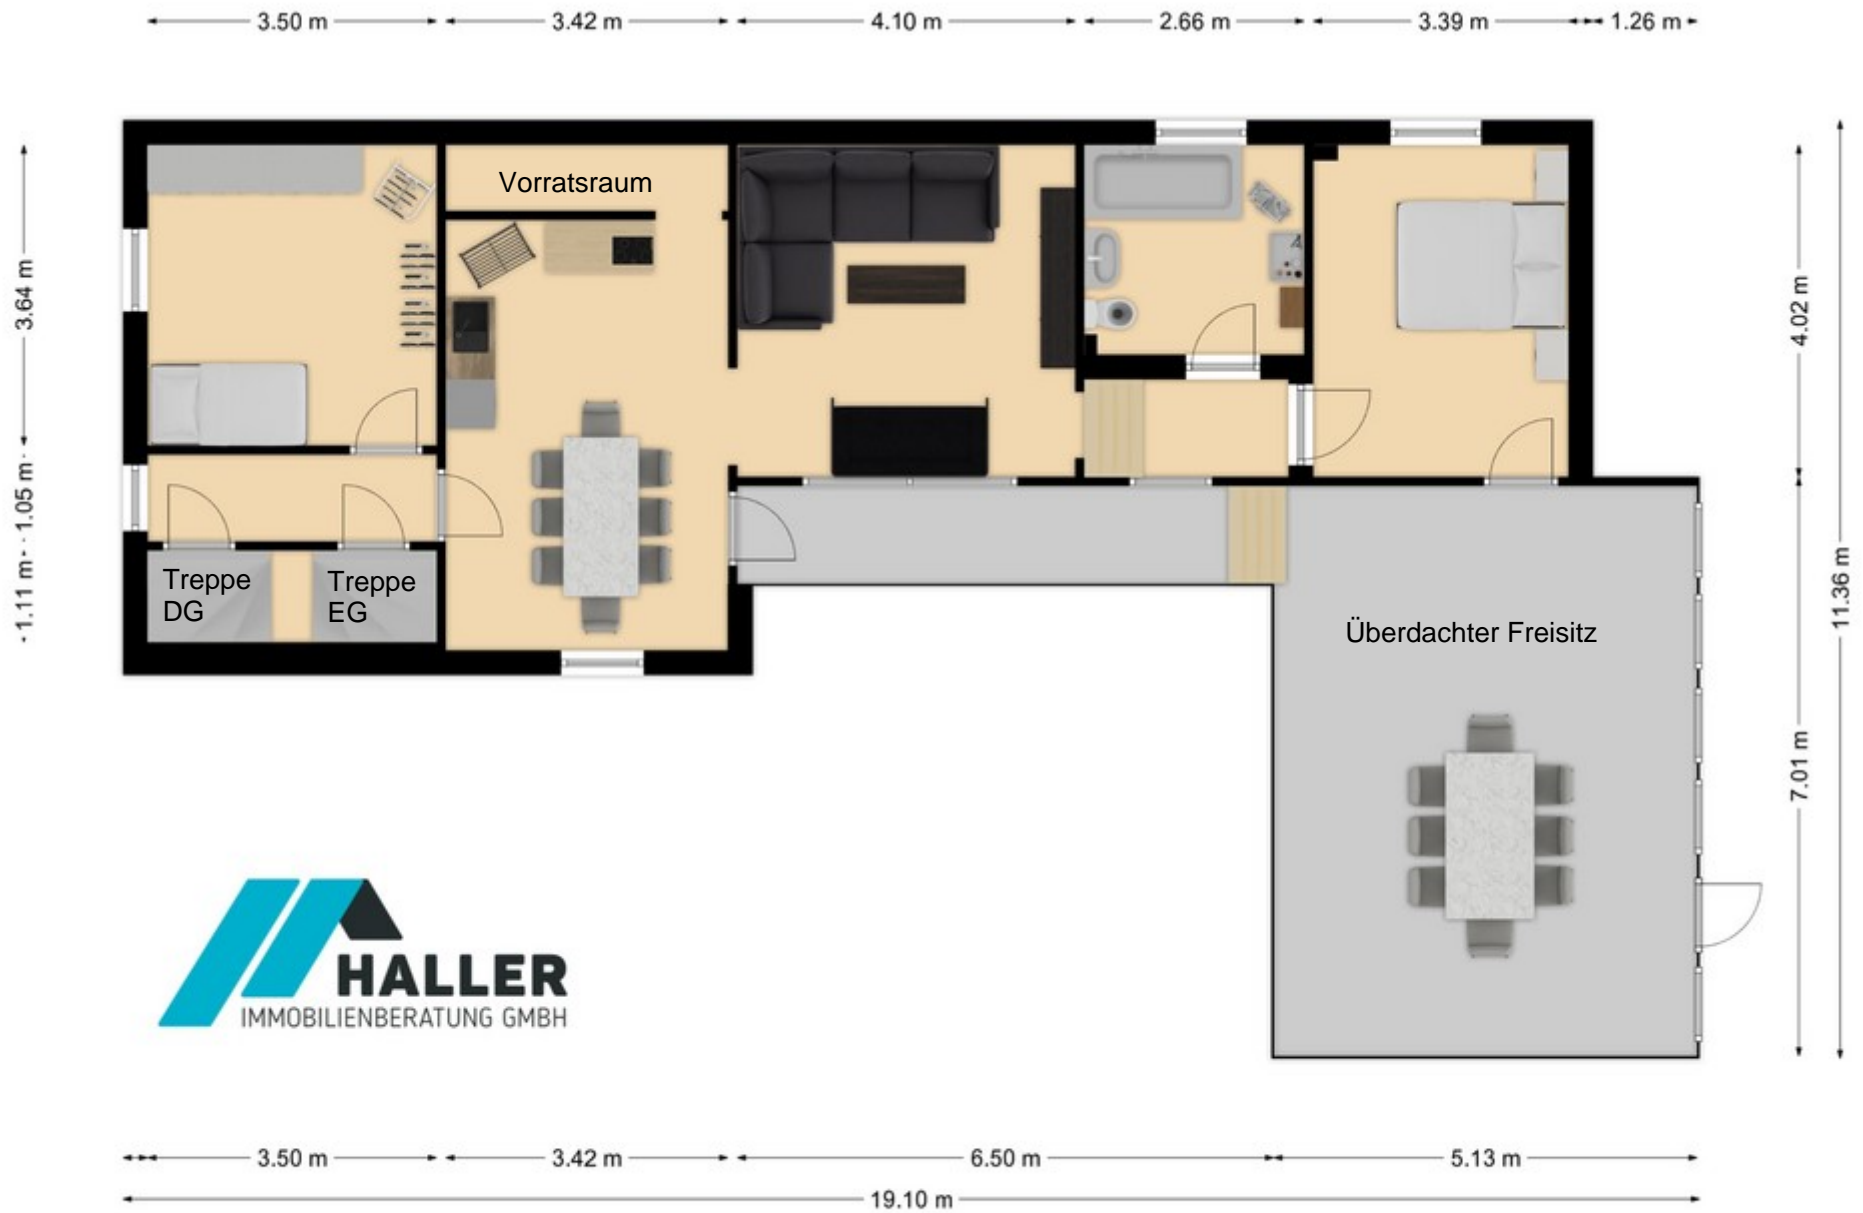 3.50 m
3.42 m
4.10 m
2.66 m
3.39 m
1.26 m
Vorratsraum
3.64 m
1.05 m
1.11 m
4.02 m
7.01 m
11.36 m
Treppe
DG
Treppe
EG
Überdachter Freisitz
HALLER
IMMOBILIENBERATUNG GMBH
3.50 m
3.42 m
6.50 m
5.13 m
19.10 m